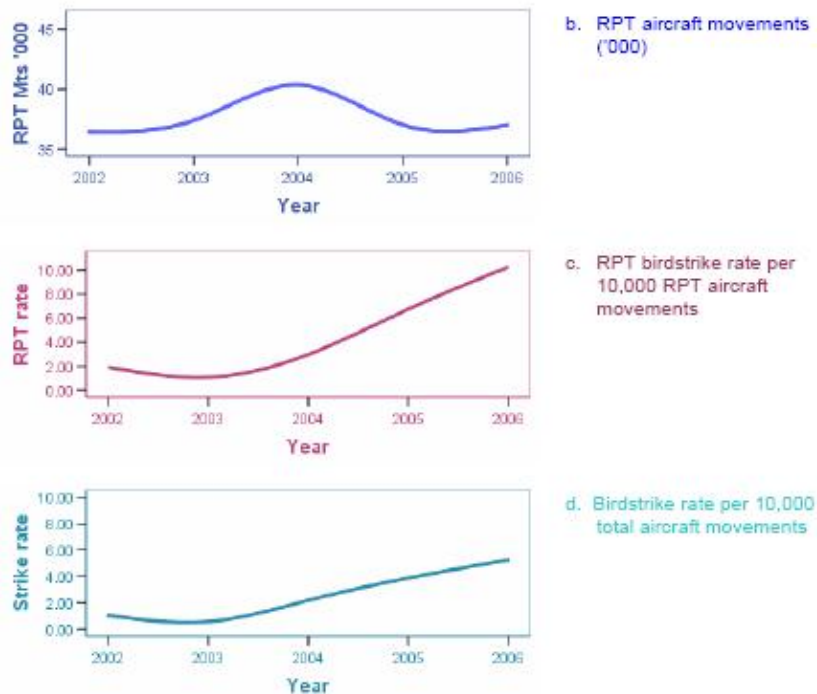 45
40
35
RPT Mts '000
2002 2003 2004 2005 2006
Year
b. RPT aircraft movements
('000)
10.00
8.00
6.00
4.00
2.00
0.00
RPT rate
2002 2003 2004 2005 2006
Year
c. RPT birdstrike rate per
10,000 RPT aircraft
movements
10.00
8.00
6.00
4.00
2.00
0.00
Strike rate
2002 2003 2004 2005 2006
Year
d. Birdstrike rate per 10,000
total aircraft movements